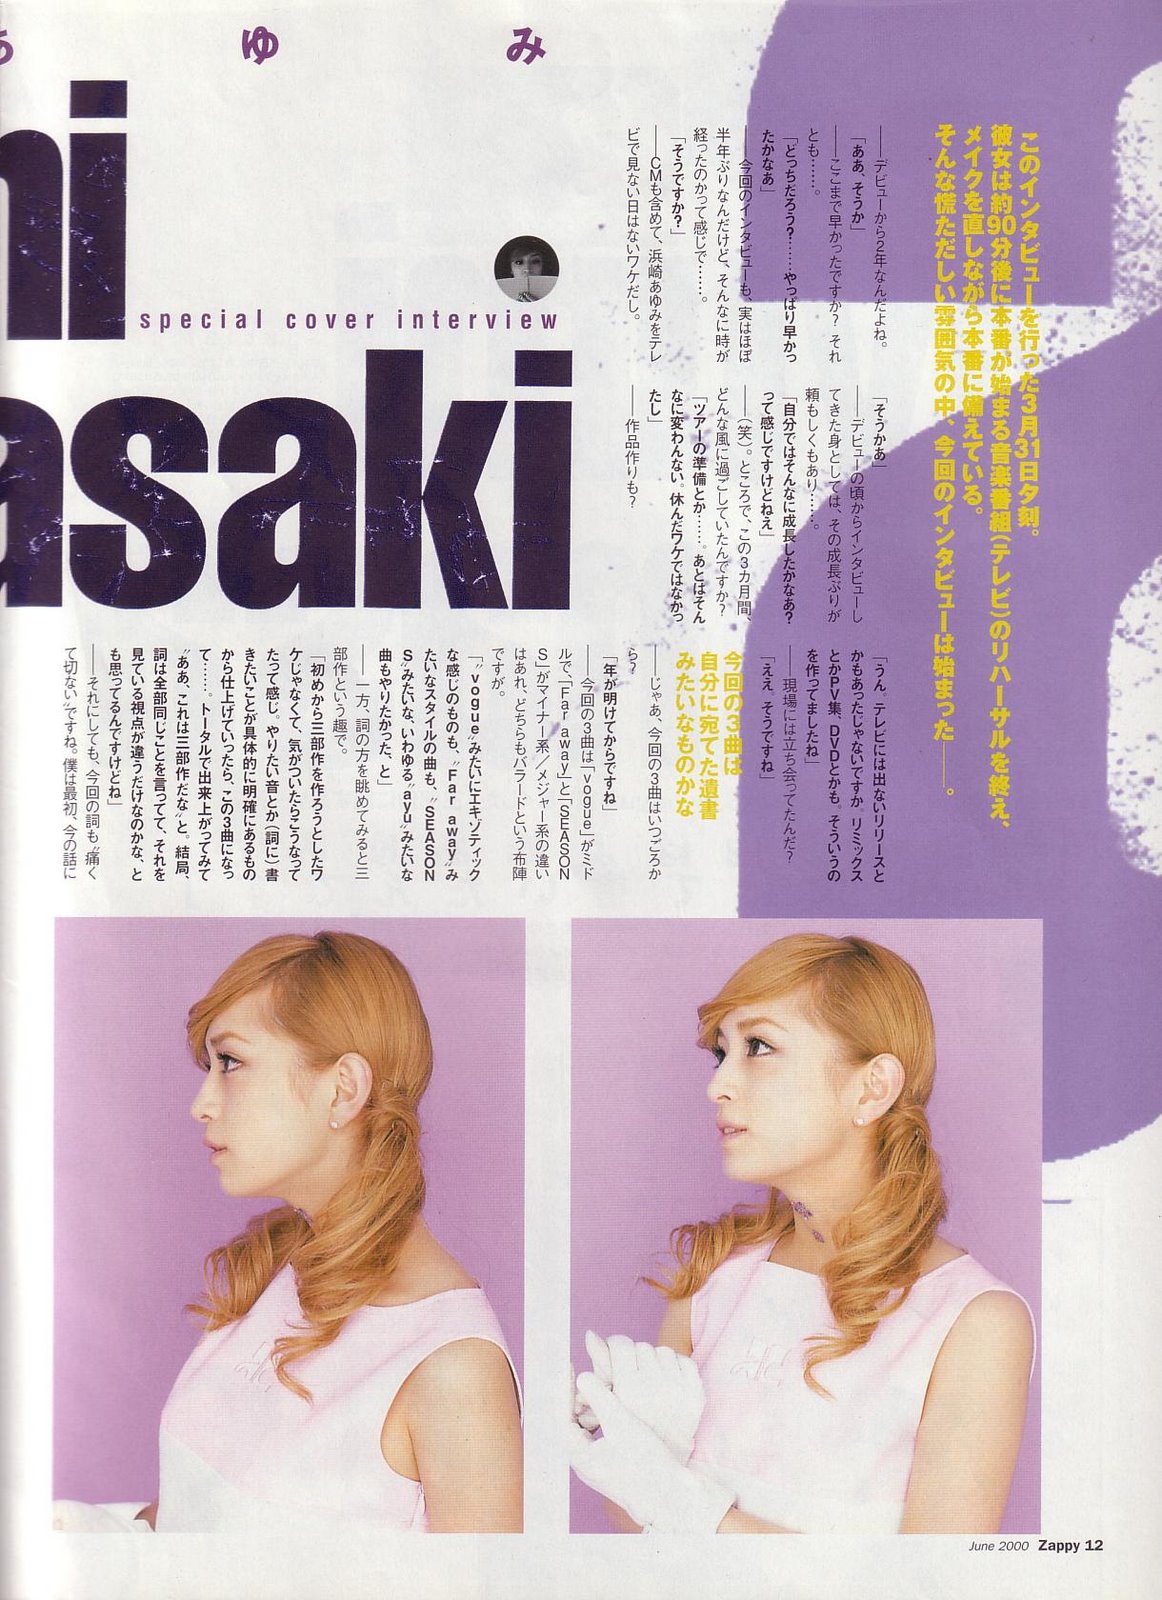 ゆみ
mi
asaki
special cover interview
このインタビューを行った3月31日夕刻。
彼女は約90分後に本番が始まる音楽番組(テレビ)のリハーサルを終え、
メイクを直しながら本番に備えている。
そんな慌ただしい雰囲気の中、今回のインタビューは始まった――。
――デビューから2年なんだよね。
「ああ、そうか」
――ここまで早かったですか? それ
とも……。
「どっちだろう?……やっぱり早かっ
たかなあ」
――今回のインタビューも、実はほぼ
半年ぶりなんだけど、そんなに時が
経ったのかって感じで……。
「そうですか?」
――CMも含めて、浜崎あゆみをテレ
ビで見ない日はないワケだし。
「そうかあ」
――デビューの頃からインタビューし
てきた身としては、その成長ぶりが
頼もしくもあり……。
「自分ではそんなに成長したかなあ?
って感じですけどねえ」
――(笑)。ところで、この3カ月間、
どんな風に過ごしていたんですか?
「ツアーの準備とか……。あとはそん
なに変わんない。休んだワケではなかっ
たし」
――作品作りも?
「うん。テレビには出ないリリースと
かもあったじゃないですか。リミックス
とかPV集、DVDとかも。そういうの
を作ってましたね」
――現場には立ち会ってたんだ?
「ええ。そうですね」
今回の3曲は
自分に宛てた遺書
みたいなものかな
――じゃあ、今回の3曲はいつごろか
ら?
「年が明けてからですね」
――今回の3曲は「vogue」がミド
ルで、「Far away」と「SEASON
S」がマイナー系/メジャー系の違い
はあれ、どちらもバラードという布陣
ですが。
「"vogue"みたいにエキゾティック
な感じのものも、"Far away"み
たいなスタイルの曲も、"SEASON
S"みたいな、いわゆる"ayu"みたいな
曲もやりたかった、と」
――一方、詞の方を眺めてみると三
部作という趣で。
「初めから三部作を作ろうとしたワ
ケじゃなくて、気がついたらこうなって
たって感じ。やりたい音とか(詞に)書
きたいことが具体的に明確にあるもの
から仕上げていったら、この3曲になっ
て……。トータルで出来上がってみて
"ああ、これは三部作だな"と。結局、
詞は全部同じことを言ってて、それを
見ている視点が違うだけなのかな、と
も思ってるんですけどね」
――それにしても、今回の詞も"痛く
て切ない"ですね。僕は最初、今の話に
June 2000 Zappy 12